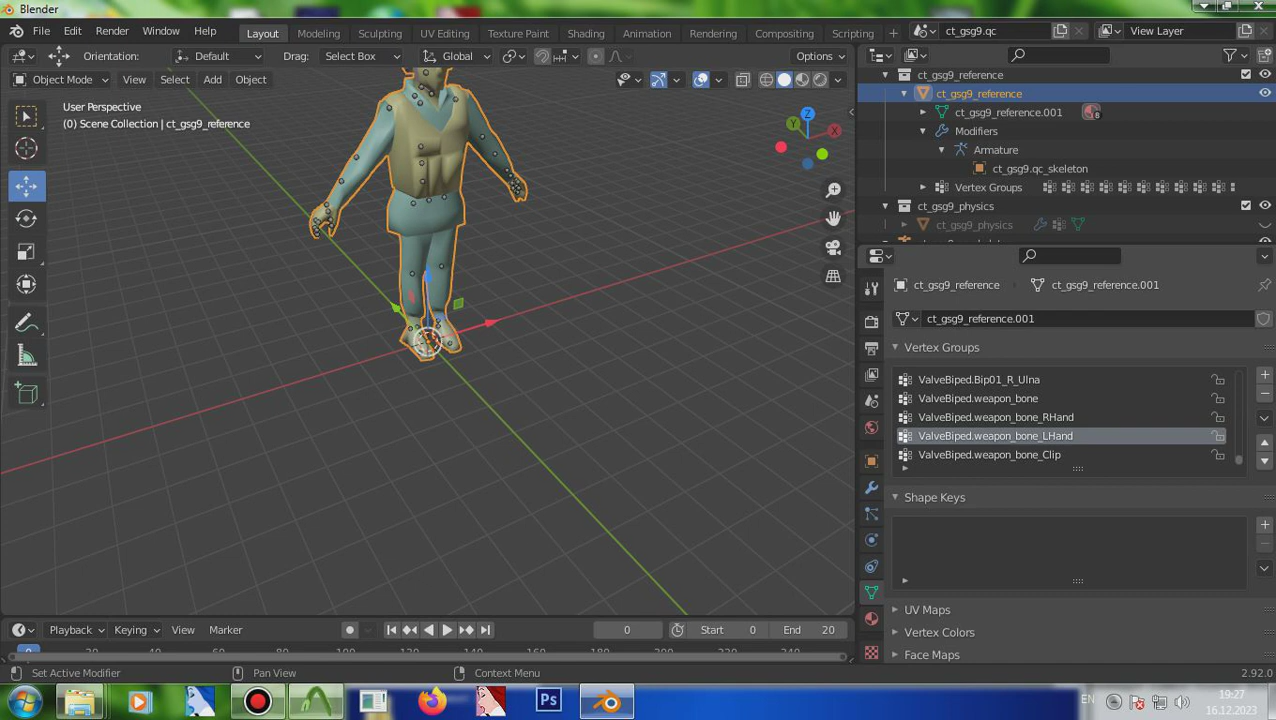 Blender
File Edit Render Window Help
Layout Modeling Sculpting UV Editing Texture Paint Shading Animation Rendering Compositing Scripting
ct_gsg9.qc View Layer
Orientation: Default Drag: Select Box Global Options
Object Mode View Select Add Object
User Perspective
(0) Scene Collection | ct_gsg9_reference
Z
Y
X
ct_gsg9_reference
ct_gsg9_reference
ct_gsg9_reference.001 8
Modifiers
Armature
ct_gsg9.qc_skeleton
Vertex Groups
ct_gsg9_physics
ct_gsg9_physics
ct_gsg9_reference ct_gsg9_reference.001
ct_gsg9_reference.001
Vertex Groups
ValveBiped.Bip01_R_Ulna
ValveBiped.weapon_bone
ValveBiped.weapon_bone_RHand
ValveBiped.weapon_bone_LHand
ValveBiped.weapon_bone_Clip
Shape Keys
UV Maps
Vertex Colors
Face Maps
Playback Keying View Marker 0 Start 0 End 20
Set Active Modifier Pan View Context Menu 2.92.0
Ps EN 19:27
16.12.2023